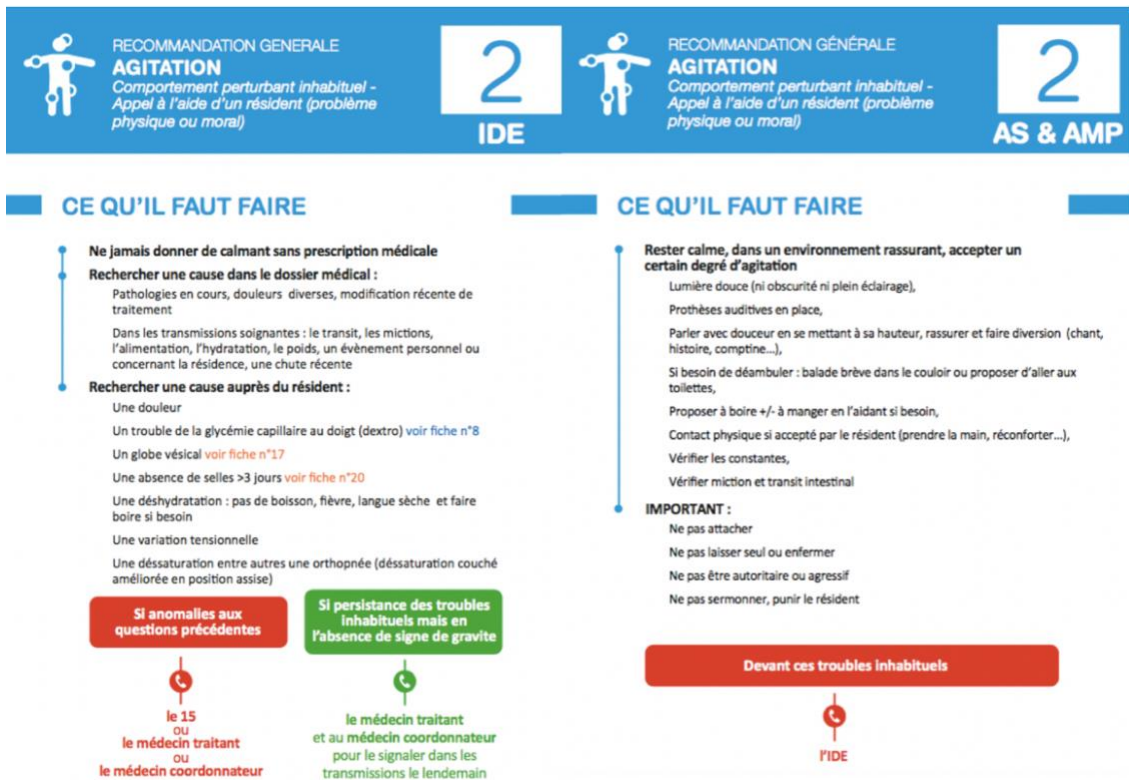 RECOMMANDATION GENERALE
AGITATION
Comportement perturbant inhabituel -
Appel à l'aide d'un résident (problème
physique ou moral)
2
IDE
CE QU'IL FAUT FAIRE
Ne jamais donner de calmant sans prescription médicale
Rechercher une cause dans le dossier médical :
Pathologies en cours, douleurs diverses, modification récente de
traitement
Dans les transmissions soignantes : le transit, les mictions,
l'alimentation, l'hydratation, le poids, un évènement personnel ou
concernant la résidence, une chute récente
Rechercher une cause auprès du résident :
Une douleur
Un trouble de la glycémie capillaire au doigt (dextro) voir fiche n°8
Un globe vésical voir fiche n°17
Une absence de selles >3 jours voir fiche n°20
Une déshydratation : pas de boisson, fièvre, langue sèche et faire
boire si besoin
Une variation tensionnelle
Une désaturation entre autres une orthopnée (désaturation couché
améliorée en position assise)
Si anomalies aux
questions précédentes
le 15
ou
le médecin traitant
ou
le médecin coordonnateur
Si persistance des troubles
inhabituels mais en
l'absence de signe de gravite
le médecin traitant
et au médecin coordonnateur
pour le signaler dans les
transmissions le lendemain
RECOMMANDATION GÉNÉRALE
AGITATION
Comportement perturbant inhabituel -
Appel à l'aide d'un résident (problème
physique ou moral)
2
AS & AMP
CE QU'IL FAUT FAIRE
Rester calme, dans un environnement rassurant, accepter un
certain degré d'agitation
Lumière douce (ni obscurité ni plein éclairage),
Prothèses auditives en place,
Parler avec douceur en se mettant à sa hauteur, rassurer et faire diversion (chant,
histoire, comptine...),
Si besoin de déambuler : balade brève dans le couloir ou proposer d'aller aux
toilettes,
Proposer à boire +/- à manger en l'aidant si besoin,
Contact physique si accepté par le résident (prendre la main, réconforter...),
Vérifier les constantes,
Vérifier miction et transit intestinal
IMPORTANT :
Ne pas attacher
Ne pas laisser seul ou enfermer
Ne pas être autoritaire ou agressif
Ne pas sermonner, punir le résident
Devant ces troubles inhabituels
l'IDE